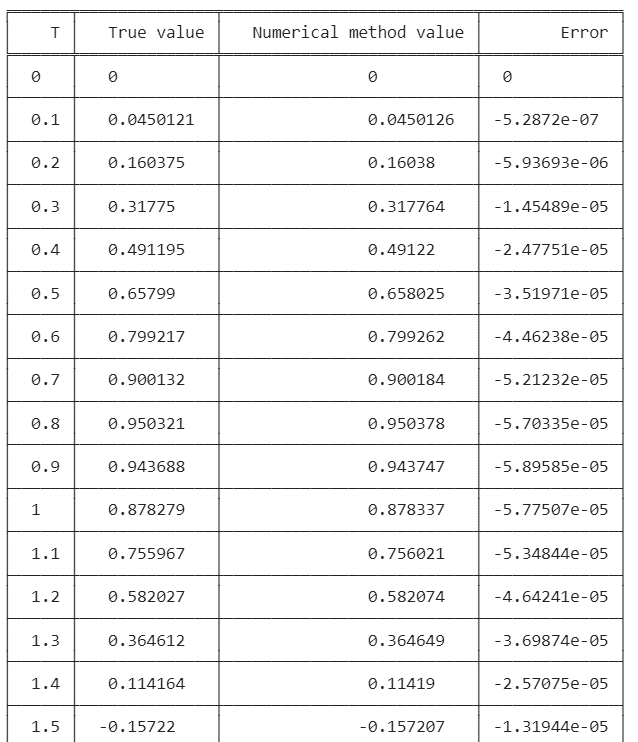 T True value Numerical method value Error
0 0 0 0
0.1 0.0450121 0.0450126 -5.2872e-07
0.2 0.160375 0.16038 -5.93693e-06
0.3 0.31775 0.317764 -1.45489e-05
0.4 0.491195 0.49122 -2.47751e-05
0.5 0.65799 0.658025 -3.51971e-05
0.6 0.799217 0.799262 -4.46238e-05
0.7 0.900132 0.900184 -5.21232e-05
0.8 0.950321 0.950378 -5.70335e-05
0.9 0.943688 0.943747 -5.89585e-05
1 0.878279 0.878337 -5.77507e-05
1.1 0.755967 0.756021 -5.34844e-05
1.2 0.582027 0.582074 -4.64241e-05
1.3 0.364612 0.364649 -3.69874e-05
1.4 0.114164 0.11419 -2.57075e-05
1.5 -0.15722 -0.157207 -1.31944e-05